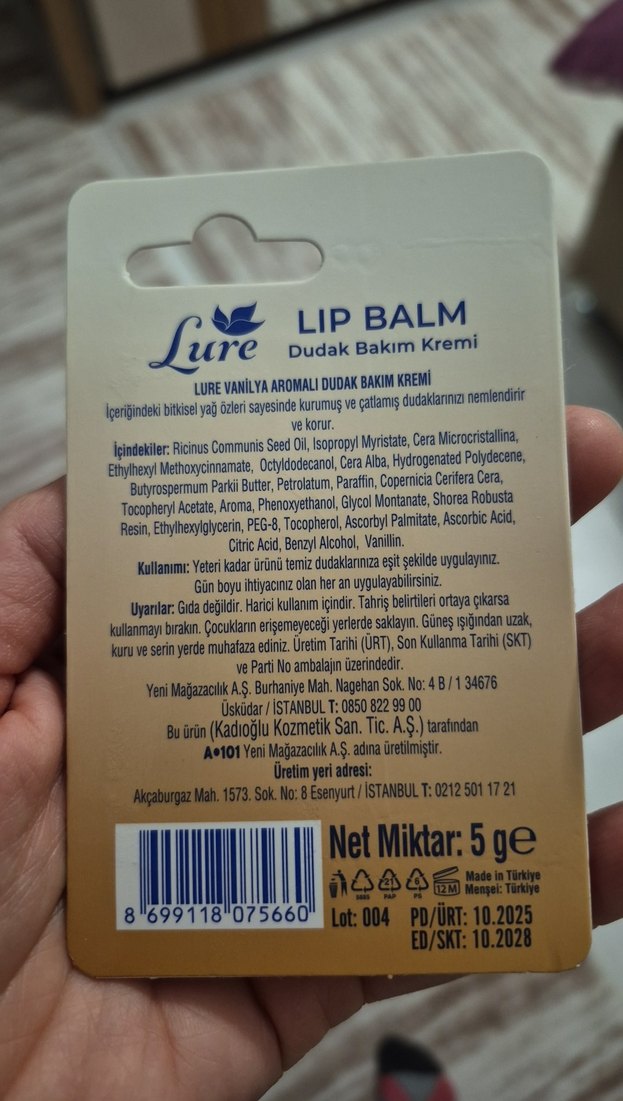 Lure
LIP BALM
Dudak Bakım Kremi
LURE VANİLYA AROMALI DUDAK BAKIM KREMİ
İçeriğindeki bitkisel yağ özleri sayesinde kurumuş ve çatlamış dudaklarınızı nemlendirir
ve korur.
İçindekiler: Ricinus Communis Seed Oil, Isopropyl Myristate, Cera Microcristallina,
Ethylhexyl Methoxycinnamate, Octyldodecanol, Cera Alba, Hydrogenated Polydecene,
Butyrospermum Parkii Butter, Petrolatum, Paraffin, Copernicia Cerifera Cera,
Tocopheryl Acetate, Aroma, Phenoxyethanol, Glycol Montanate, Shorea Robusta
Resin, Ethylhexylglycerin, PEG-8, Tocopherol, Ascorbyl Palmitate, Ascorbic Acid,
Citric Acid, Benzyl Alcohol, Vanillin.
Kullanımı: Yeteri kadar ürünü temiz dudaklarınıza eşit şekilde uygulayınız.
Gün boyu ihtiyacınız olan her an uygulayabilirsiniz.
Uyarılar: Gıda değildir. Harici kullanım içindir. Tahriş belirtileri ortaya çıkarsa
kullanmayı bırakın. Çocukların erişemeyeceği yerlerde saklayın. Güneş ışığından uzak,
kuru ve serin yerde muhafaza ediniz. Üretim Tarihi (ÜRT), Son Kullanma Tarihi (SKT)
ve Parti No ambalajın üzerindedir.
Yeni Mağazacılık A.Ş. Burhaniye Mah. Nagehan Sok. No: 4 B / 1 34676
Üsküdar / İSTANBUL T: 0850 822 99 00
Bu ürün (Kadıoğlu Kozmetik San. Tic. A.Ş.) tarafından
A•101 Yeni Mağazacılık A.Ş. adına üretilmiştir.
Üretim yeri adresi:
Akçaburgaz Mah. 1573. Sok. No: 8 Esenyurt / İSTANBUL T: 0212 501 17 21
8 699118 075660
Net Miktar: 5 g℮
21
PAP
6
PS
12 M
Made in Türkiye
Menşei: Türkiye
Lot: 004
PD/ÜRT: 10.2025
ED/SKT: 10.2028